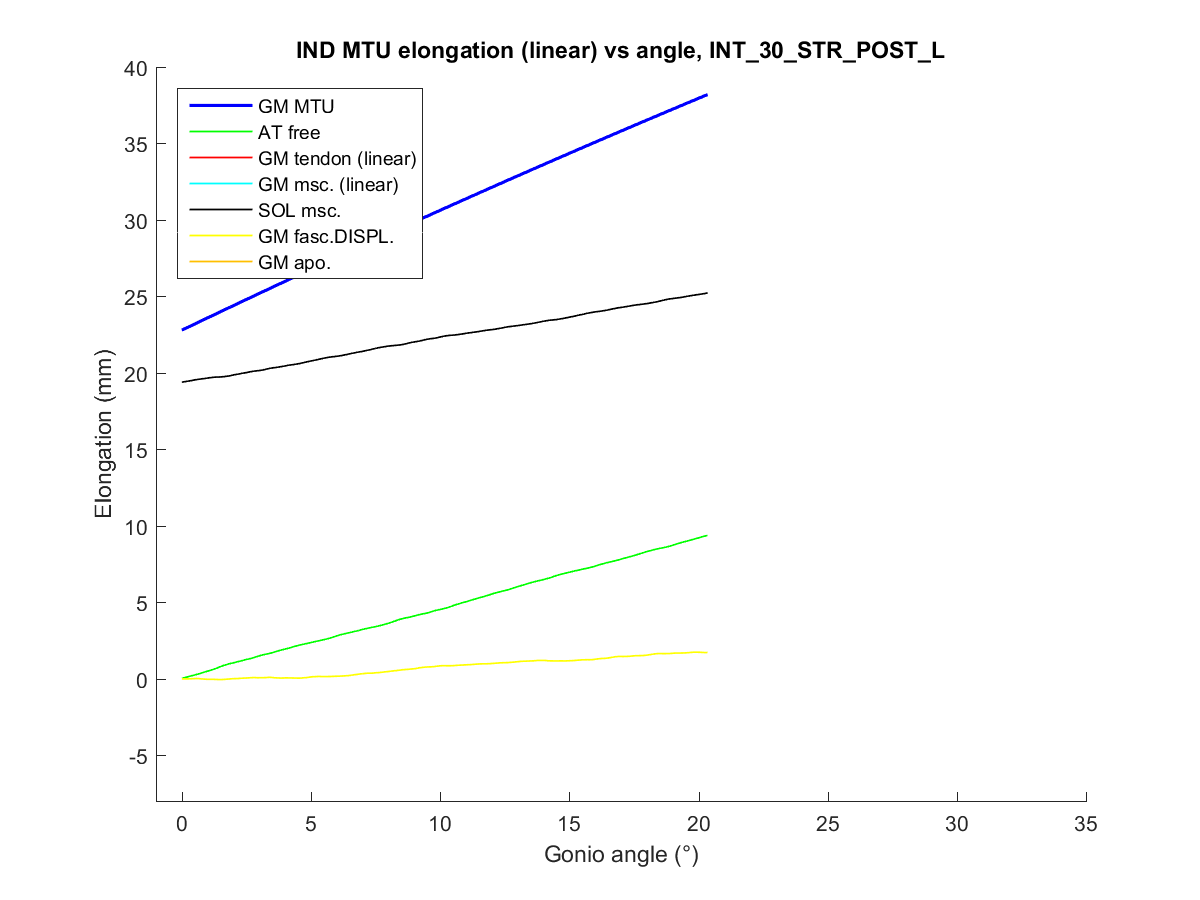 IND MTU elongation (linear) vs angle, INT_30_STR_POST_L
40
35
30
25
20
15
10
5
0
-5
Elongation (mm)
GM MTU
AT free
GM tendon (linear)
GM msc. (linear)
SOL msc.
GM fasc.DISPL.
GM apo.
0 5 10 15 20 25 30 35
Gonio angle (°)